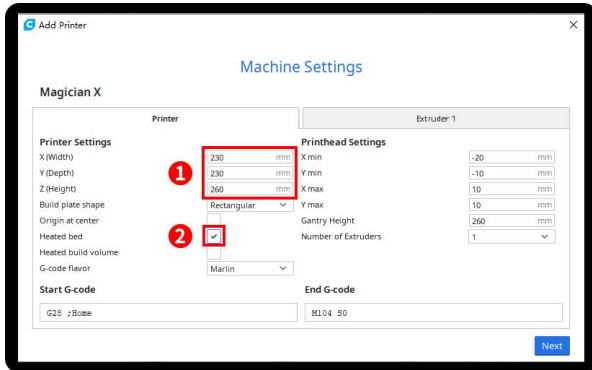 Add Printer
Machine Settings
Magician X
Printer
Extruder 1
Printer Settings
X (Width) 230 mm
Y (Depth) 230 mm
Z (Height) 260 mm
Build plate shape Rectangular
Origin at center
Heated bed
Heated build volume
G-code flavor Marlin
1
2
Printhead Settings
X min -20 mm
Y min -10 mm
X max 10 mm
Y max 10 mm
Gantry Height 260 mm
Number of Extruders 1
Start G-code
G28 ;Home
End G-code
M104 S0
Next